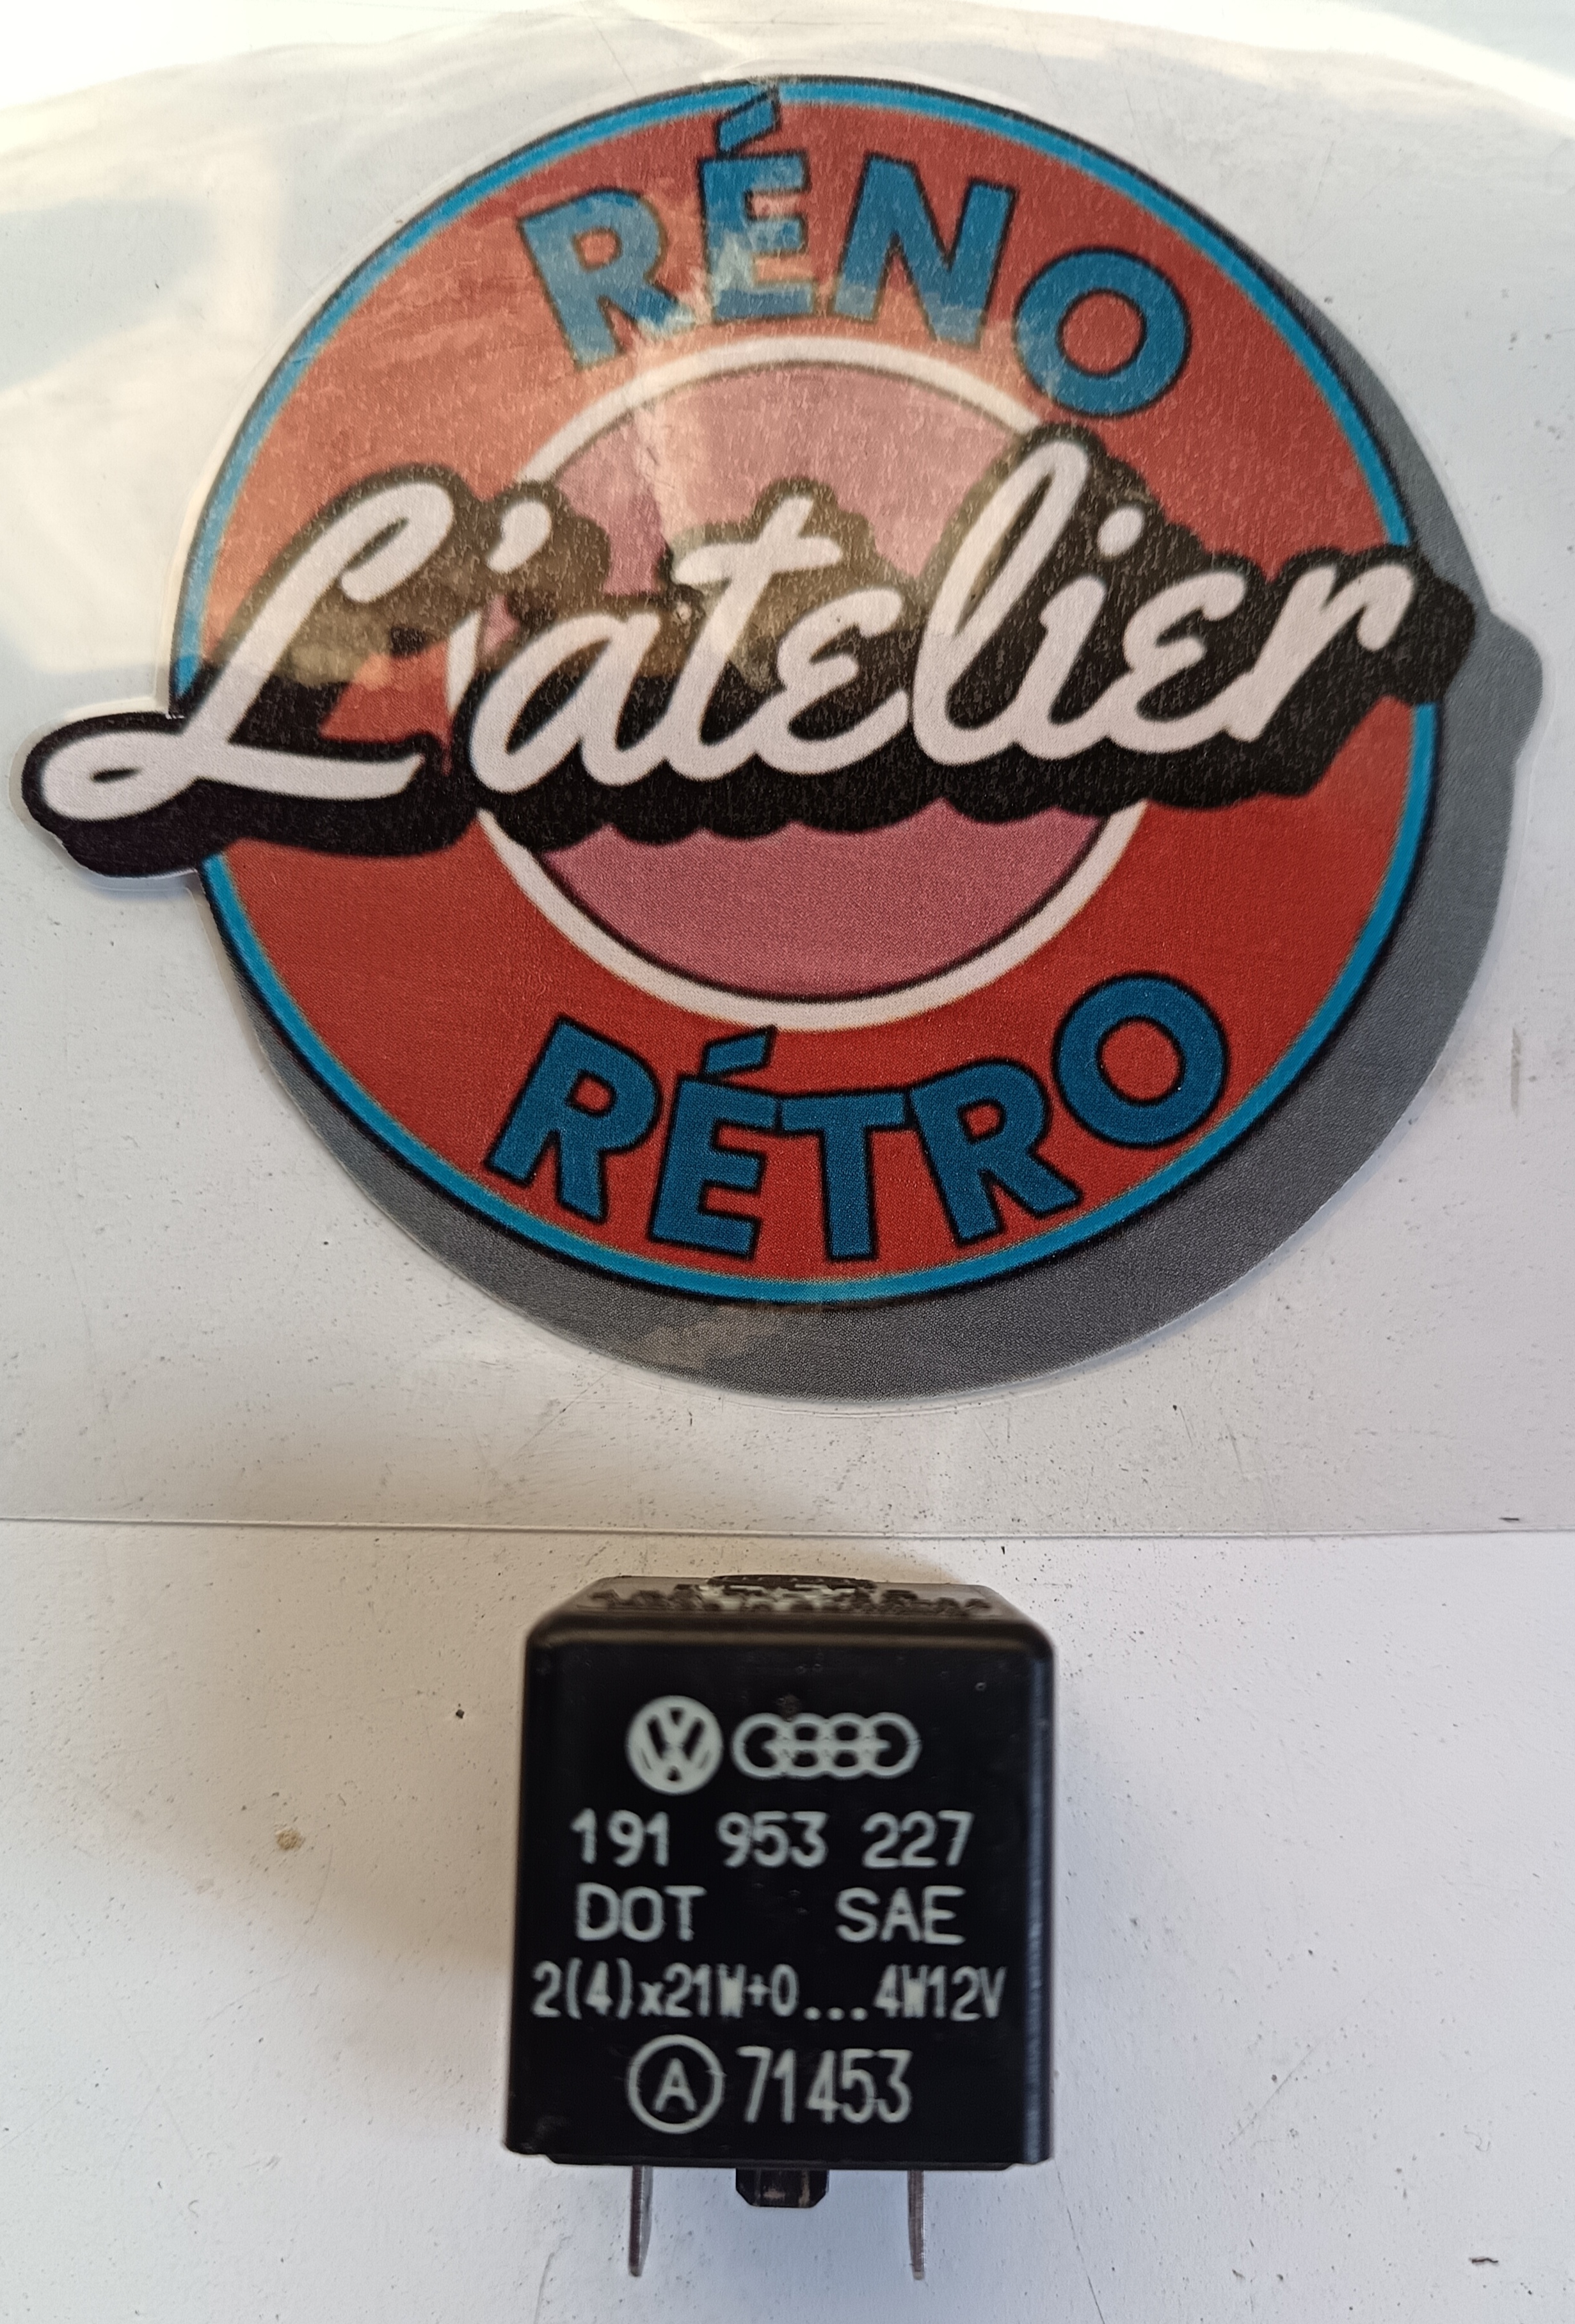 RÉNO
L'atelier
RÉTRO
191 953 227
DOT SAE
2(4)x21W+0...4W12V
A 71453